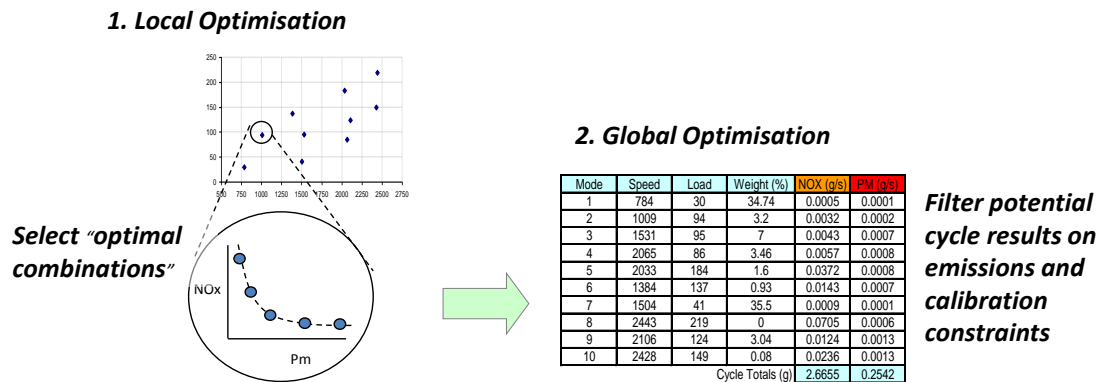 1. Local Optimisation
250
200
150
100
50
0
500 750 1000 1250 1500 1750 2000 2250 2500 2750
Select “optimal
combinations”
NOx
Pm
2. Global Optimisation
Mode Speed Load Weight (%) NOX (g/s) PM (g/s)
1 784 30 34.74 0.0005 0.0001
2 1009 94 3.2 0.0032 0.0002
3 1531 95 7 0.0043 0.0007
4 2065 86 3.46 0.0057 0.0008
5 2033 184 1.6 0.0372 0.0008
6 1384 137 0.93 0.0143 0.0007
7 1504 41 35.5 0.0009 0.0001
8 2443 219 0 0.0705 0.0006
9 2106 124 3.04 0.0124 0.0013
10 2428 149 0.08 0.0236 0.0013
Cycle Totals (g) 2.6655 0.2542
Filter potential
cycle results on
emissions and
calibration
constraints